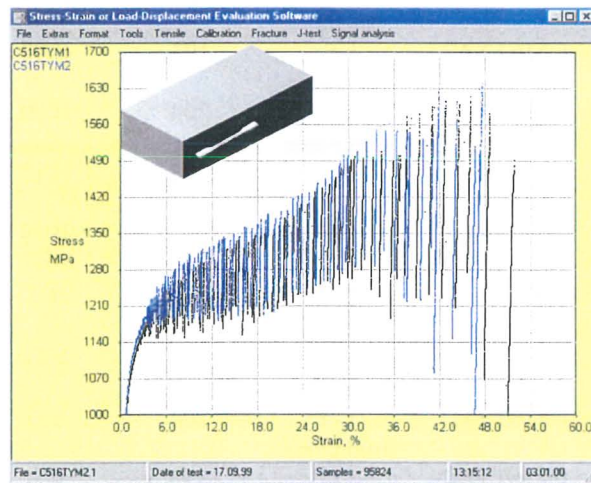 Stress-Strain or Load-Displacement Evaluation Software
File Extras Format Tools Tensile Calibration Fracture J-test Signal analysis
C516TYM1
C516TYM2
1700
1630
1560
1490
1420
1350
Stress
MPa
1280
1210
1140
1070
1000
0.0 6.0 12.0 18.0 24.0 30.0 36.0 42.0 48.0 54.0 60.0
Strain, %
File = C516TYM2.1 Date of test = 17.09.99 Samples = 95824 13:15:12 03.01.00